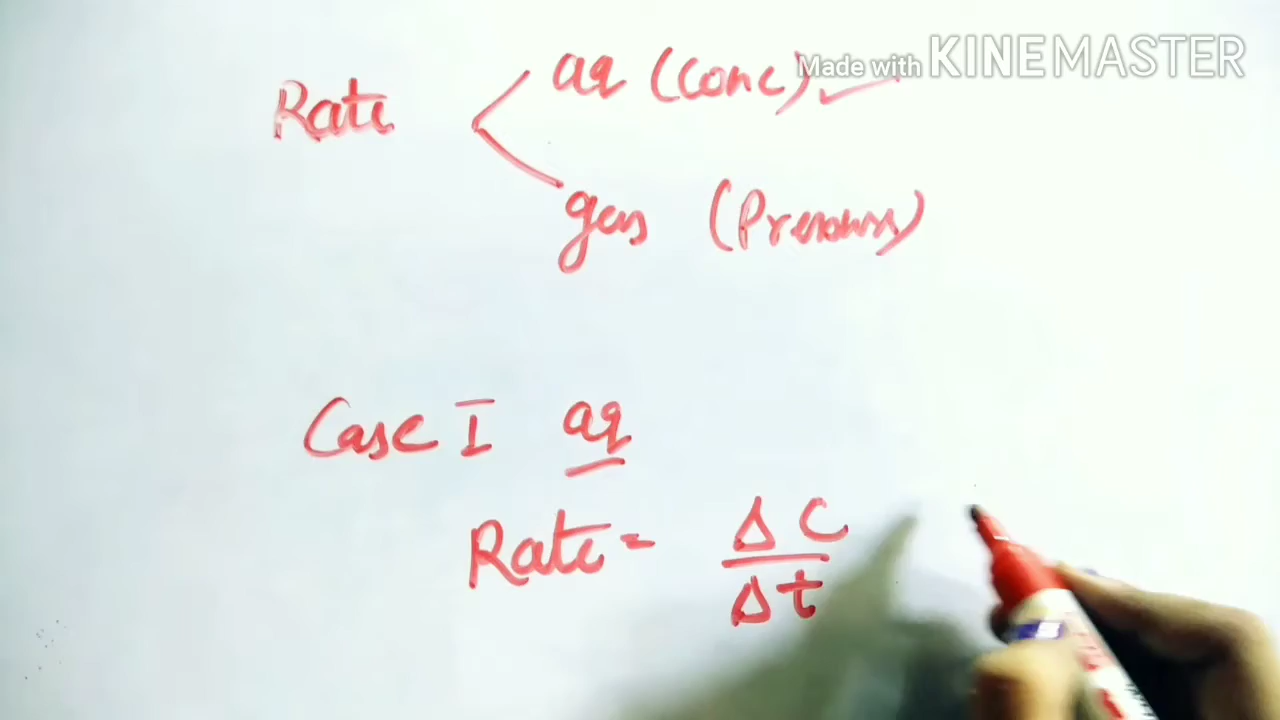 Made with KINEMASTER
Rate
aq (Conc)
gas (Pressure)
Case I aq
Rate = ΔC
Δt